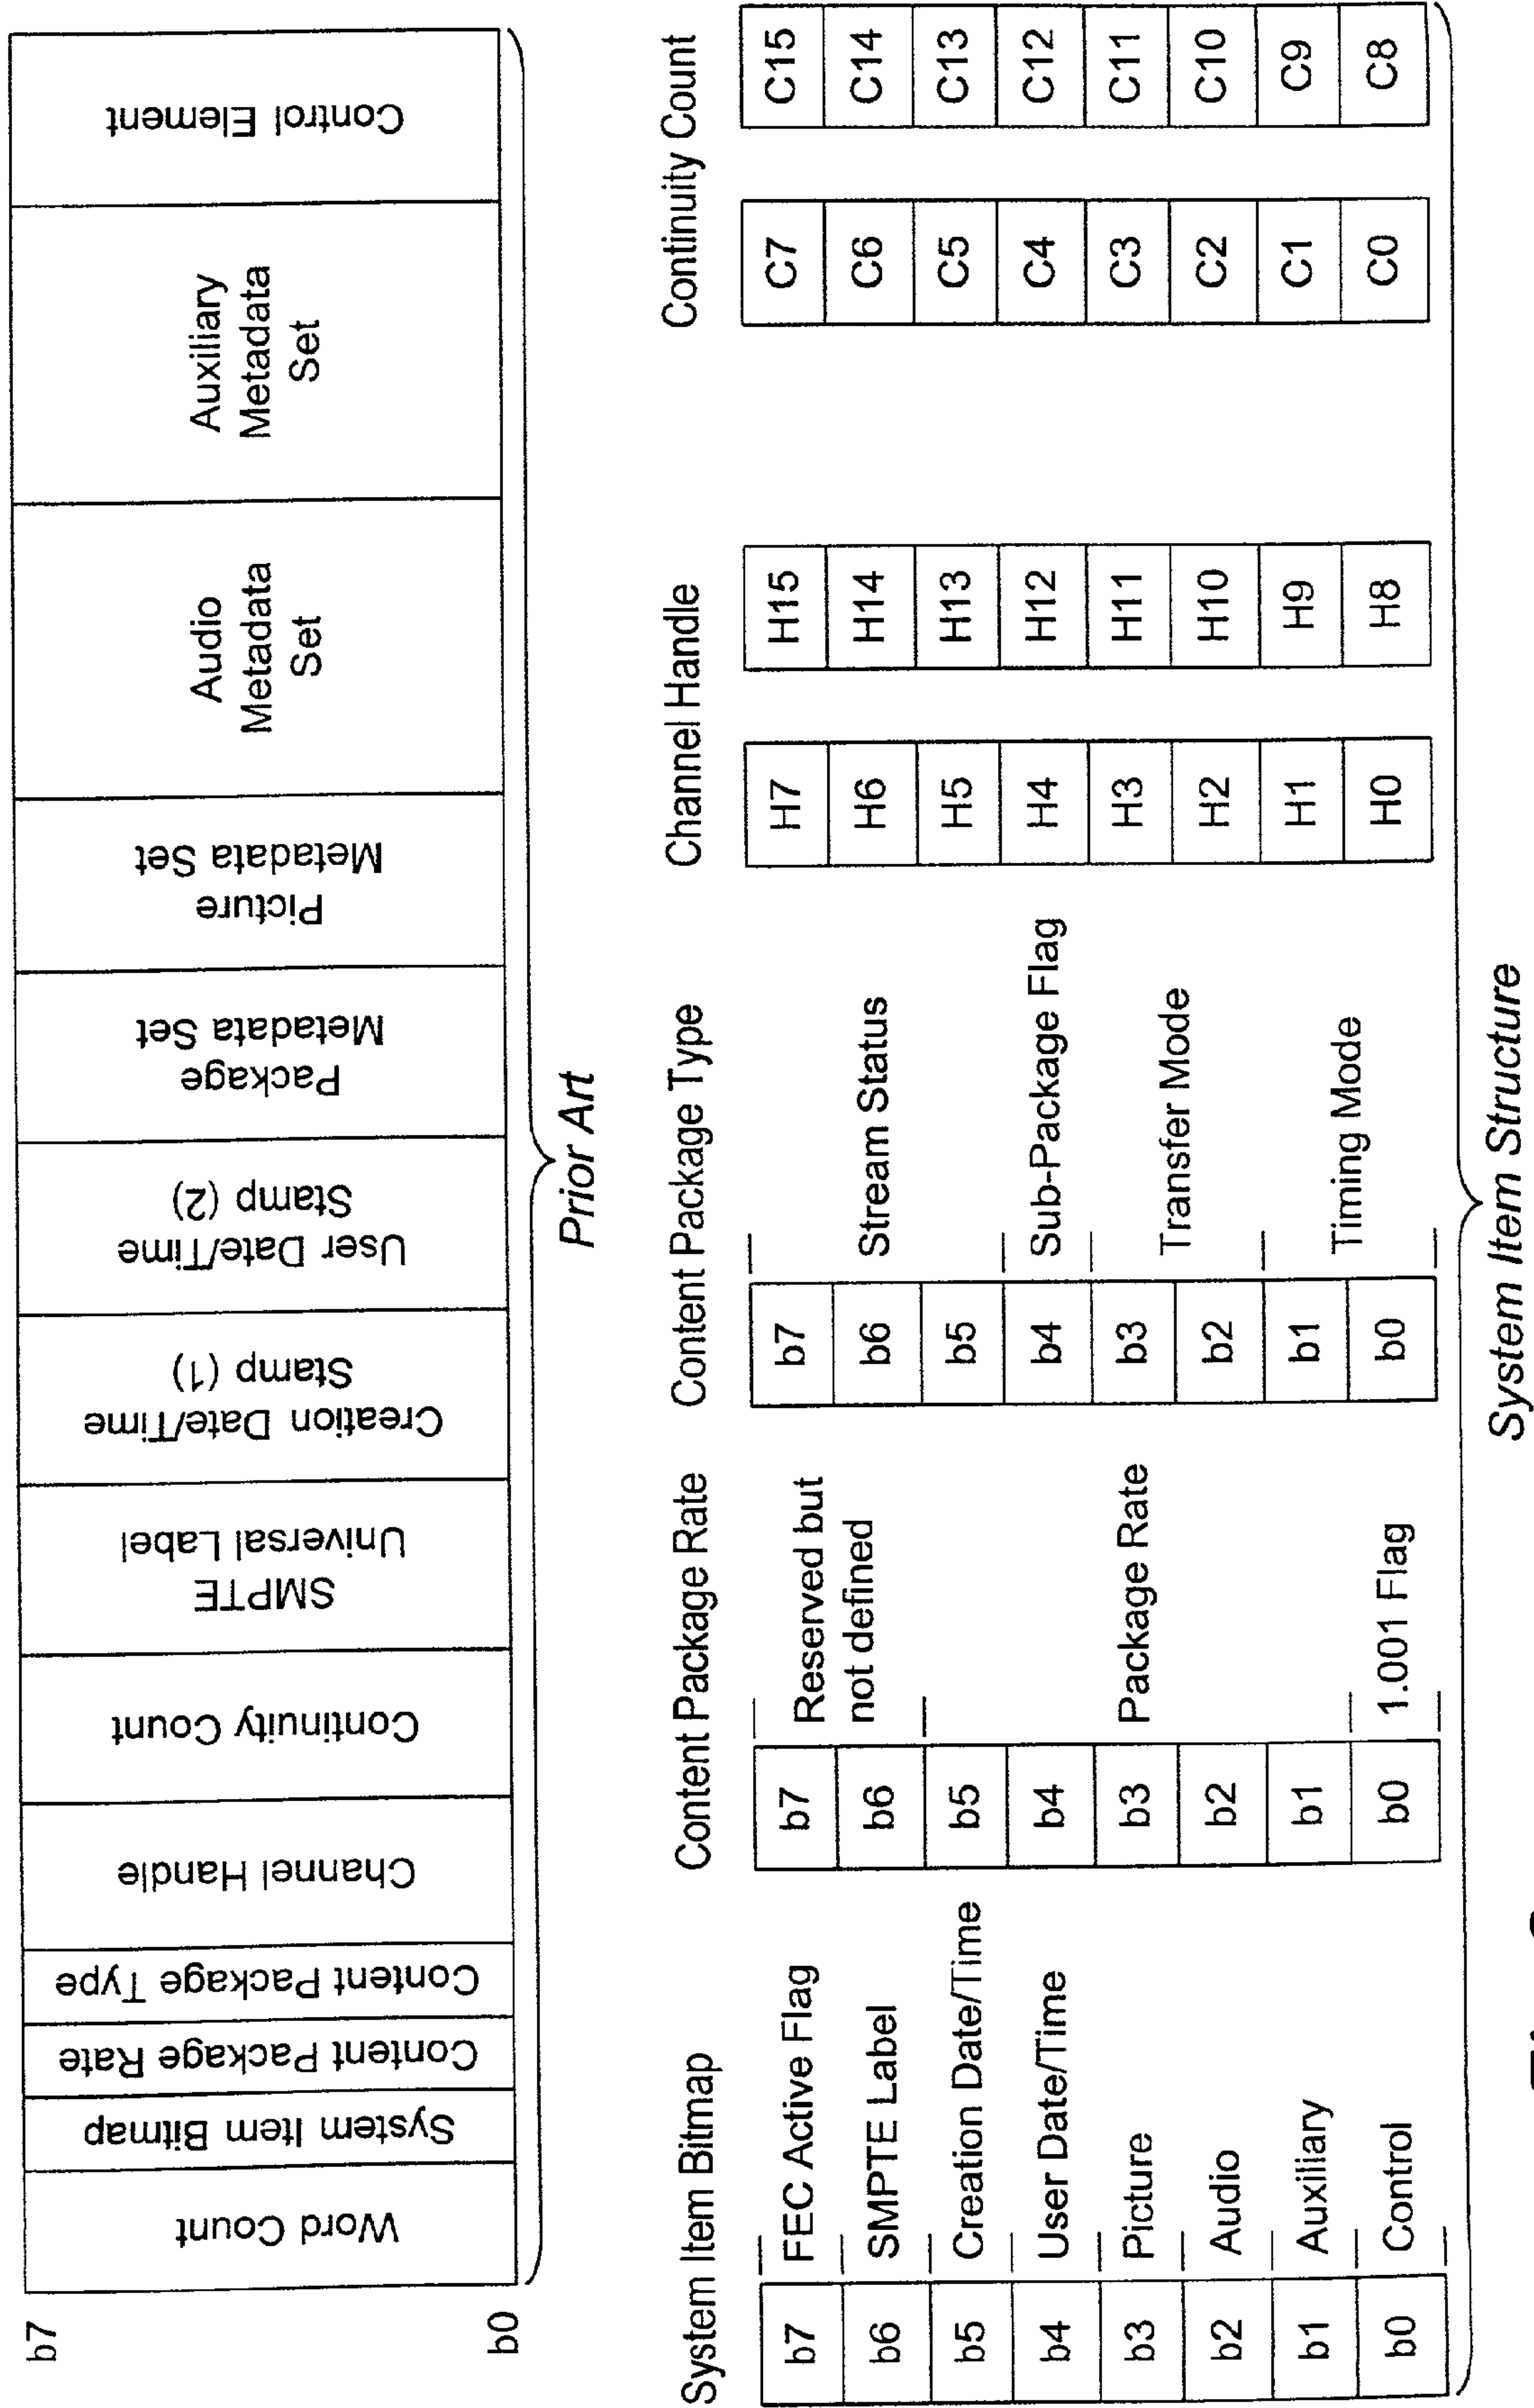 b7
b0
Word Count
System Item Bitmap
Content Package Rate
Content Package Type
Channel Handle
Continuity Count
SMPTE
Universal Label
Creation Date/Time
Stamp (1)
User Date/Time
Stamp (2)
Package
Metadata Set
Picture
Metadata Set
Audio
Metadata
Set
Auxiliary
Metadata
Set
Control Element
Prior Art
System Item Bitmap
b7 FEC Active Flag
b6 SMPTE Label
b5 Creation Date/Time
b4 User Date/Time
b3 Picture
b2 Audio
b1 Auxiliary
b0 Control
Content Package Rate
b7 Reserved but
b6 not defined
b5
b4
b3 Package Rate
b2
b1
b0 1.001 Flag
Content Package Type
b7
b6 Stream Status
b5
b4 Sub-Package Flag
b3
b2
Transfer Mode
b1
b0
Timing Mode
Channel Handle
H7 H15
H6 H14
H5 H13
H4 H12
H3 H11
H2 H10
H1 H9
H0 H8
Continuity Count
C7 C15
C6 C14
C5 C13
C4 C12
C3 C11
C2 C10
C1 C9
C0 C8
System Item Structure